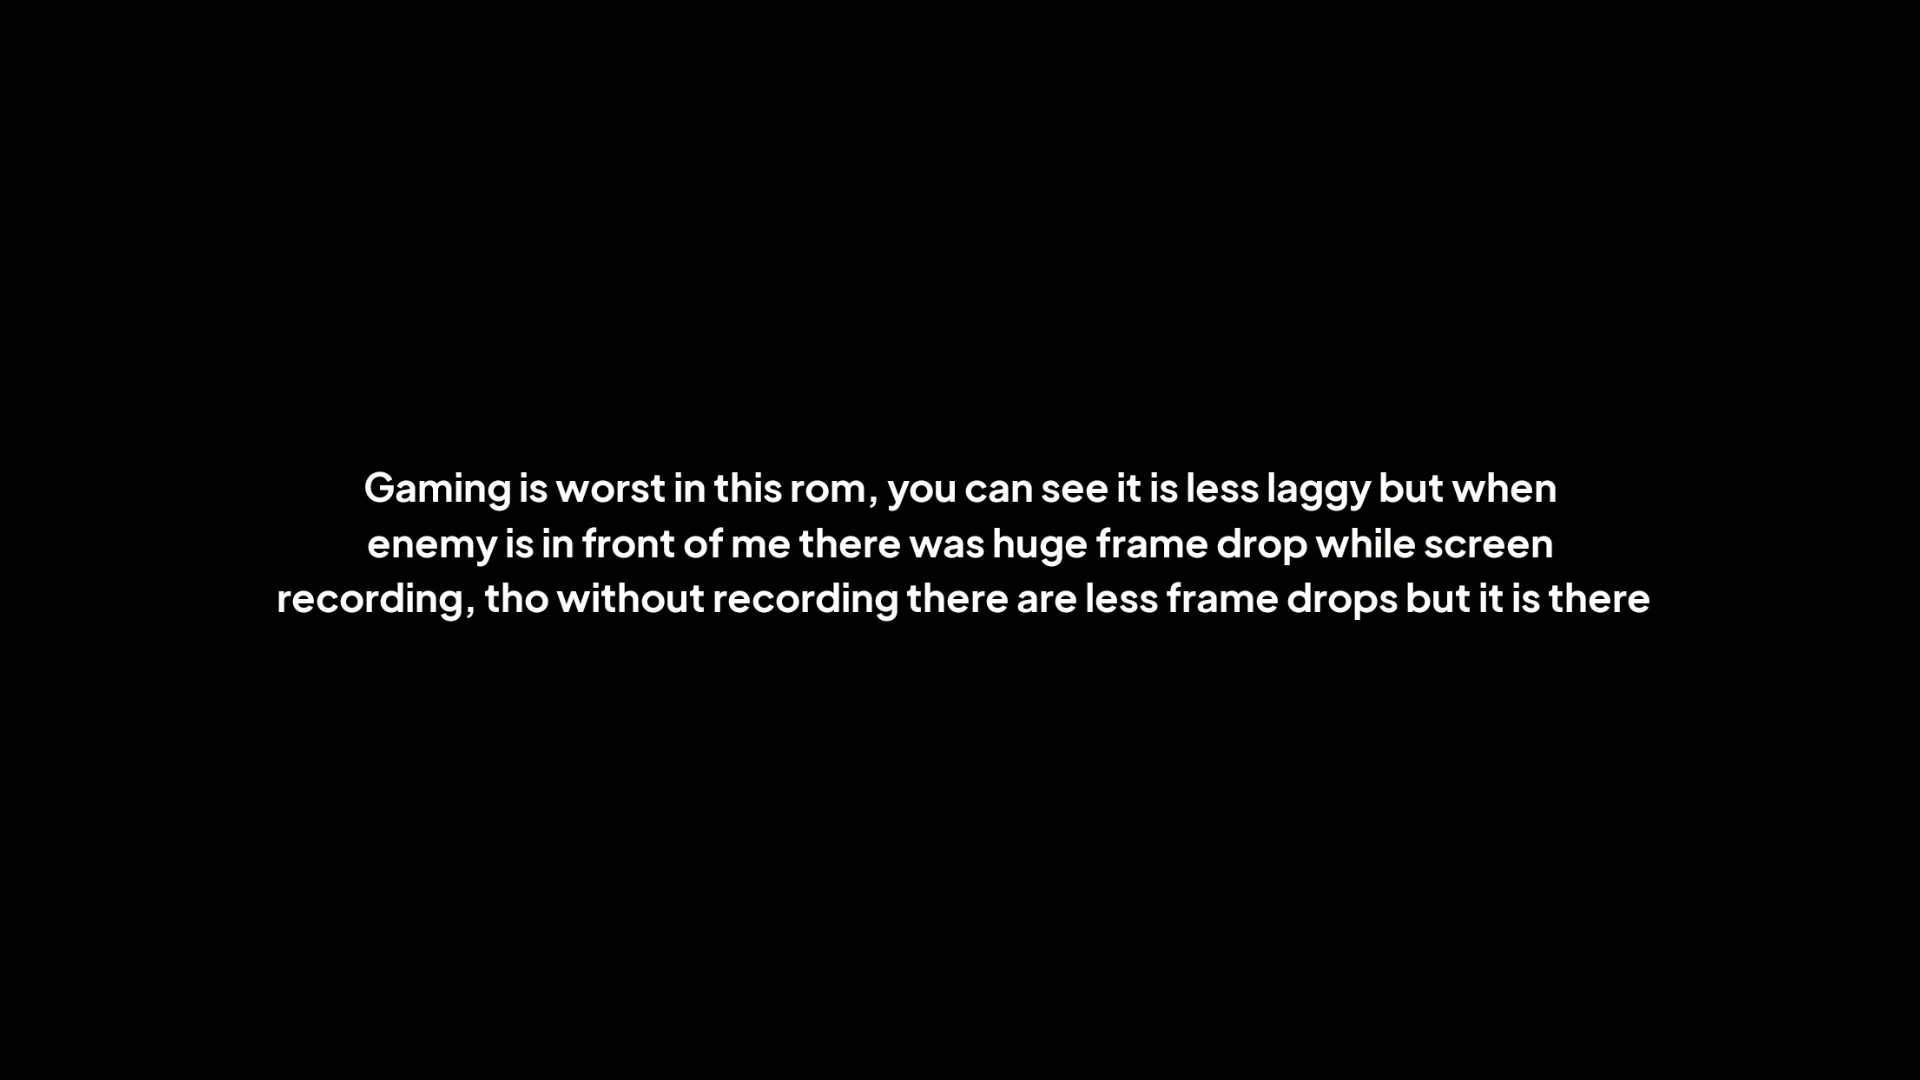 Gaming is worst in this rom, you can see it is less laggy but when
enemy is in front of me there was huge frame drop while screen
recording, tho without recording there are less frame drops but it is there